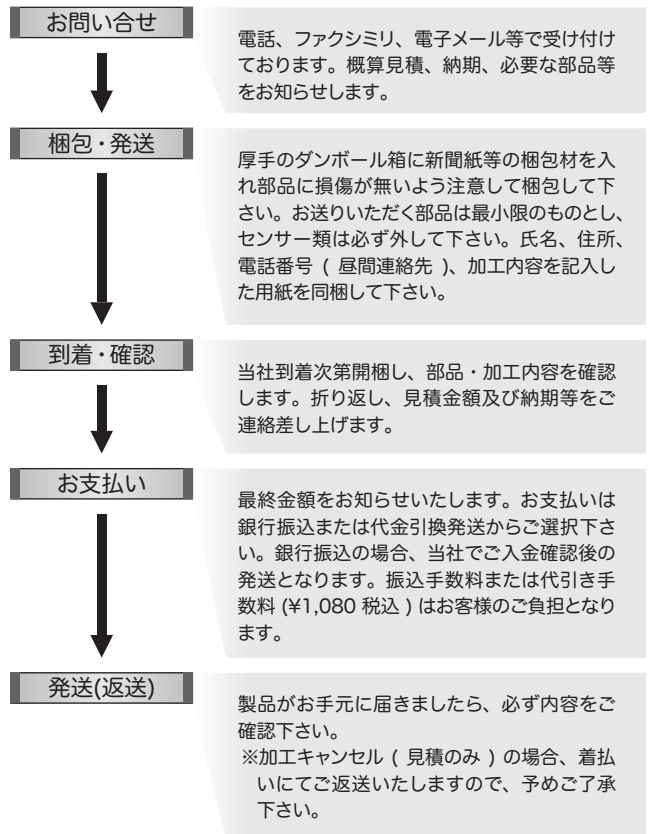 お問い合せ
電話、ファクシミリ、電子メール等で受け付け
ております。概算見積、納期、必要な部品等
をお知らせします。
梱包・発送
厚手のダンボール箱に新聞紙等の梱包材を入
れ部品に損傷が無いよう注意して梱包して下
さい。お送りいただく部品は最小限のものとし、
センサー類は必ず外して下さい。氏名、住所、
電話番号 ( 昼間連絡先 )、加工内容を記入し
た用紙を同梱して下さい。
到着・確認
当社到着次第開梱し、部品・加工内容を確認
します。折り返し、見積金額及び納期等をご
連絡差し上げます。
お支払い
最終金額をお知らせいたします。お支払いは
銀行振込または代金引換発送からご選択下さ
い。銀行振込の場合、当社でご入金確認後の
発送となります。振込手数料または代引き手
数料 (¥1,080 税込 ) はお客様のご負担となり
ます。
発送(返送)
製品がお手元に届きましたら、必ず内容をご
確認下さい。
※加工キャンセル ( 見積のみ ) の場合、着払
いにてご返送いたしますので、予めご了承
下さい。